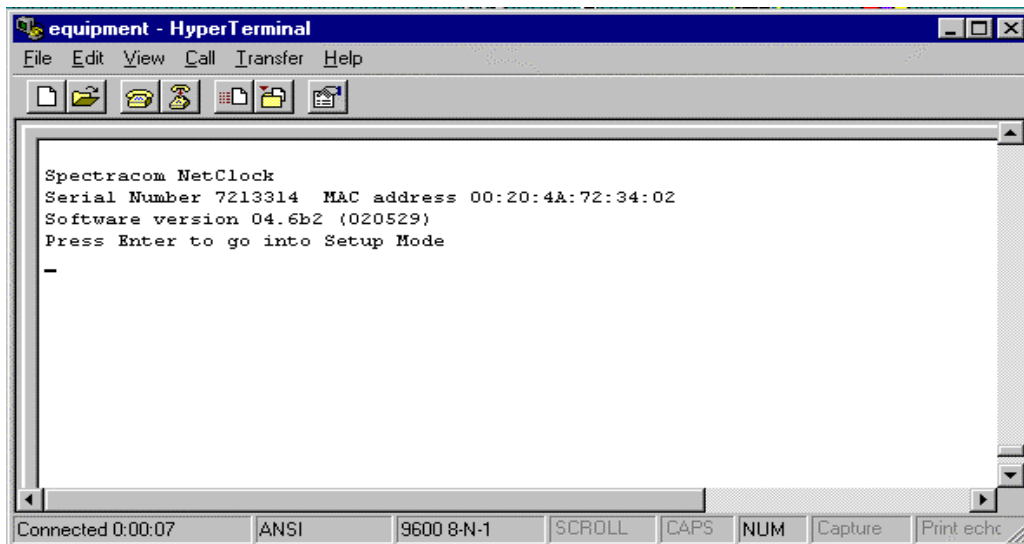 equipment - HyperTerminal
File Edit View Call Transfer Help
Spectracom NetClock
Serial Number 7213314 MAC address 00:20:4A:72:34:02
Software version 04.6b2 (020529)
Press Enter to go into Setup Mode
Connected 0:00:07 ANSI 9600 8-N-1 SCROLL CAPS NUM Capture Print echo